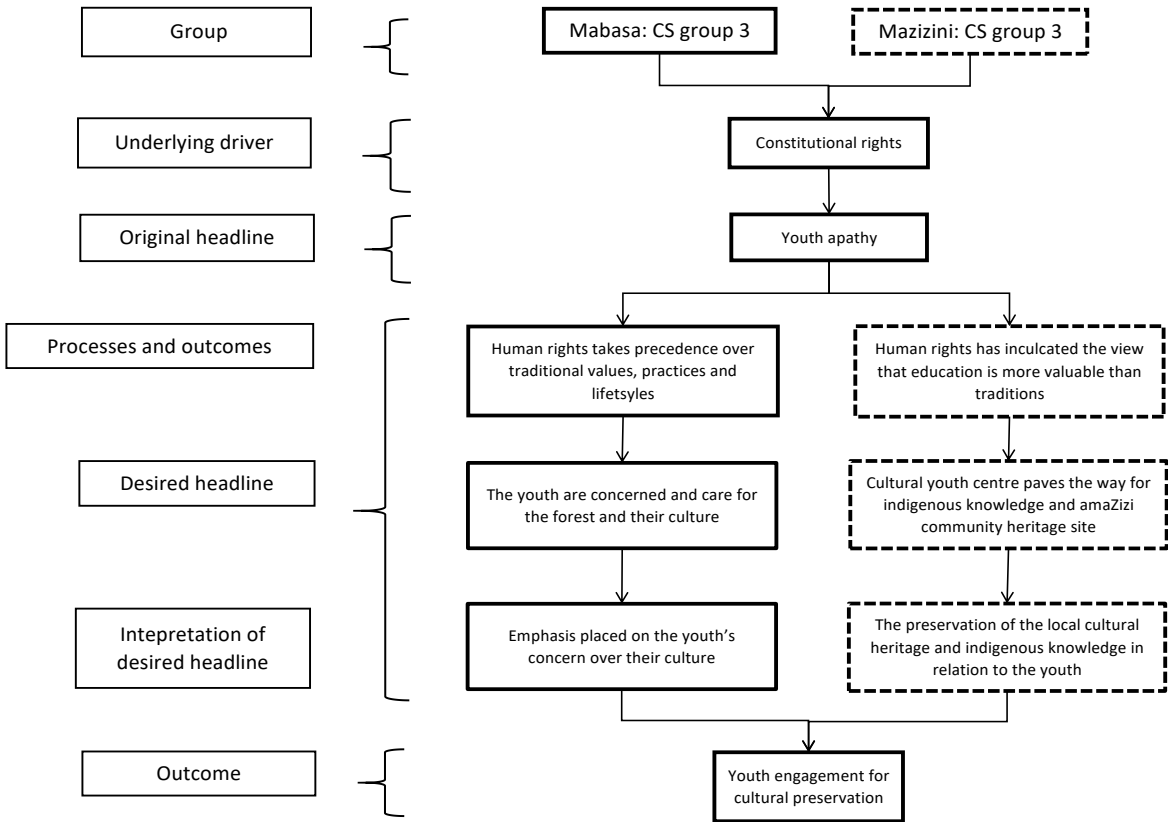 Group
Mabasa: CS group 3
Mazizini: CS group 3
Underlying driver
Constitutional rights
Original headline
Youth apathy
Processes and outcomes
Human rights takes precedence over
traditional values, practices and
lifetsyles
Human rights has inculcated the view
that education is more valuable than
traditions
Desired headline
The youth are concerned and care for
the forest and their culture
Cultural youth centre paves the way for
indigenous knowledge and amaZizi
community heritage site
Intepretation of
desired headline
Emphasis placed on the youth’s
concern over their culture
The preservation of the local cultural
heritage and indigenous knowledge in
relation to the youth
Outcome
Youth engagement for
cultural preservation